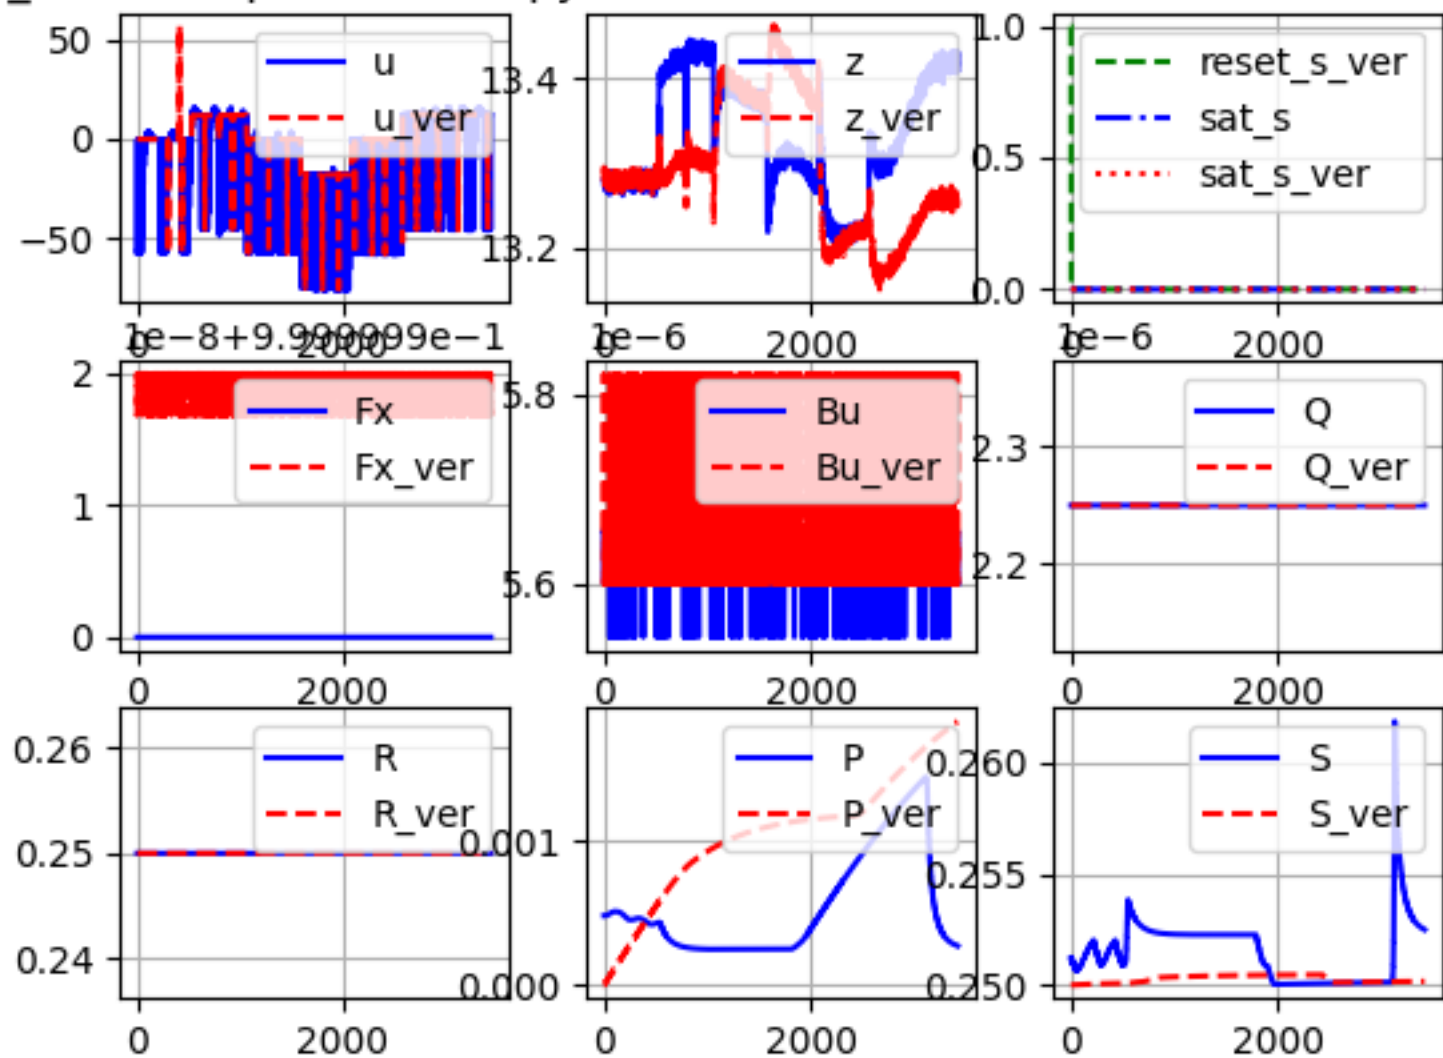 50
0
−50
u
u_ver
13.4
13.2
z
z_ver
1.0
0.5
0.0
reset_s_ver
sat_s
sat_s_ver
0
2000
0
2000
0
2000
1e−8+9.999999e−1
2
1
0
Fx
Fx_ver
1e−6
5.8
5.6
Bu
Bu_ver
1e−6
2.3
2.2
Q
Q_ver
0
2000
0
2000
0
2000
0.26
0.25
0.24
R
R_ver
0.001
0.000
P
P_ver
0.260
0.255
0.250
S
S_ver
0
2000
0
2000
0
2000